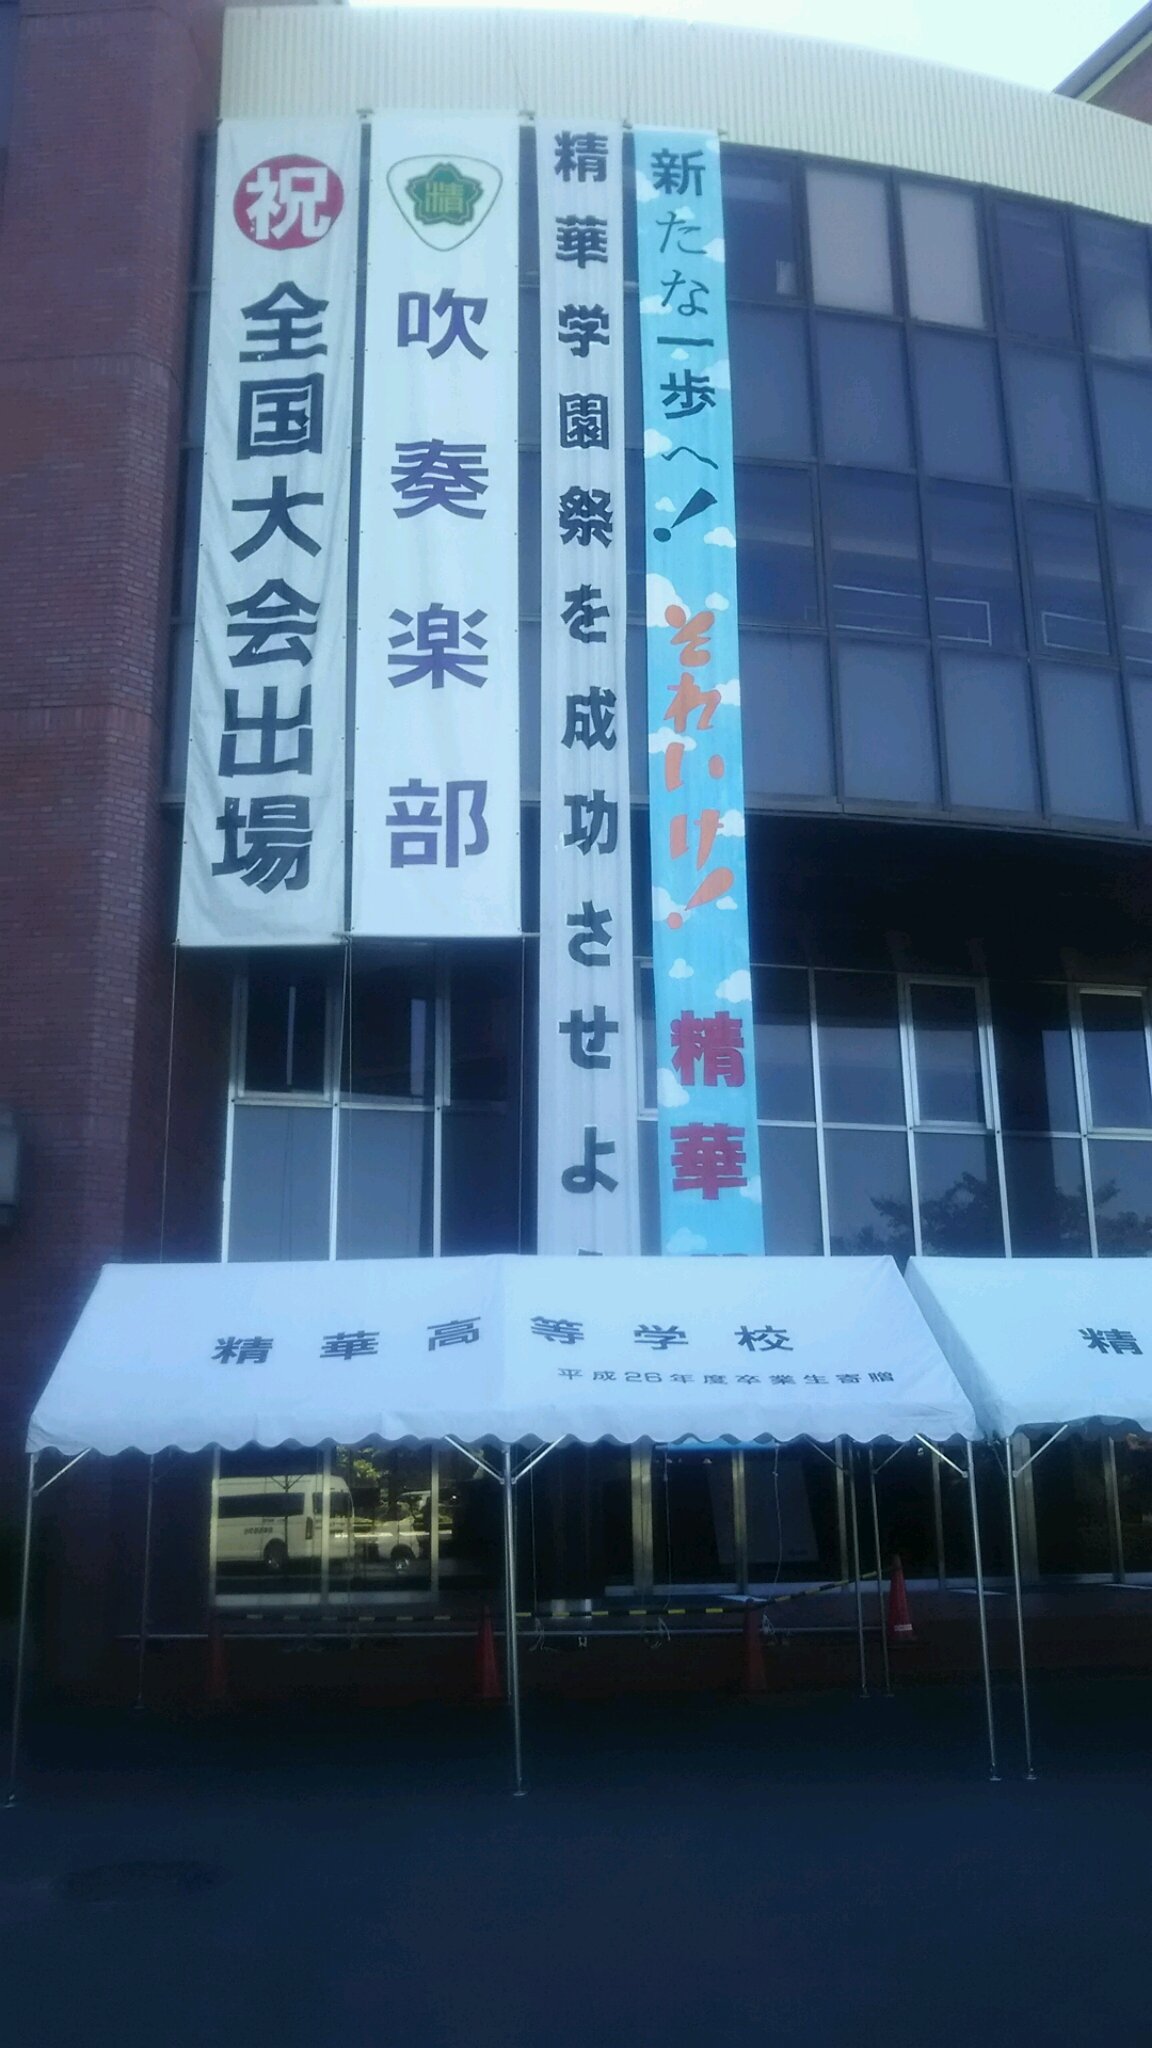 祝
全国大会出場
精
吹奏楽部
精華学園祭を成功させよ
新たな一歩へ!
それいけ!
精華
精華高等学校
平成26年度卒業生寄贈
精